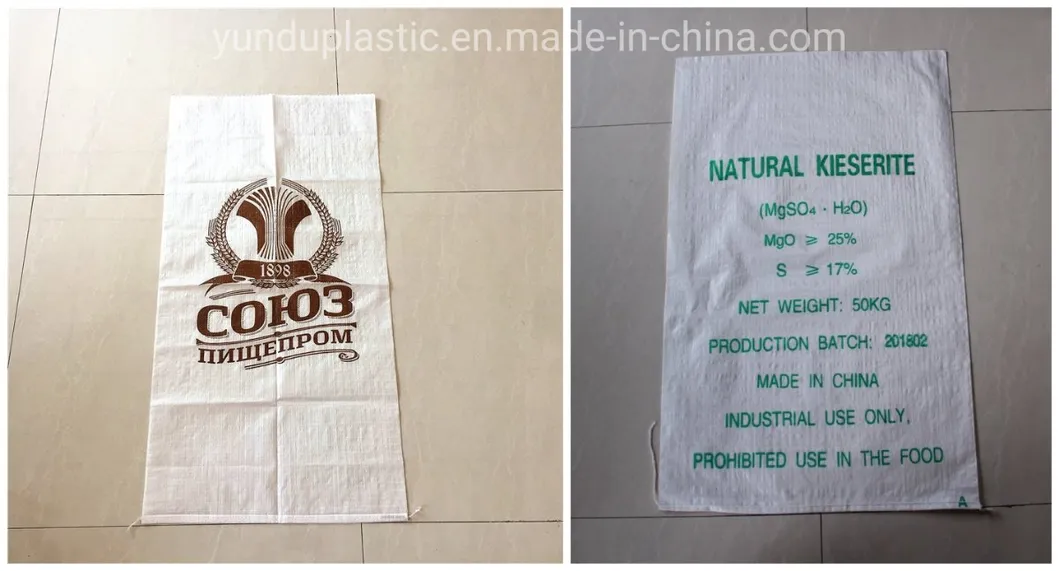 yunduplastic.en.made-in-china.com
1898
СОЮЗ
ПИЩЕПРОМ
NATURAL KIESERITE
(MgSO4 · H2O)
MgO ≥ 25%
S ≥ 17%
NET WEIGHT: 50KG
PRODUCTION BATCH: 201802
MADE IN CHINA
INDUSTRIAL USE ONLY,
PROHIBITED USE IN THE FOOD
A